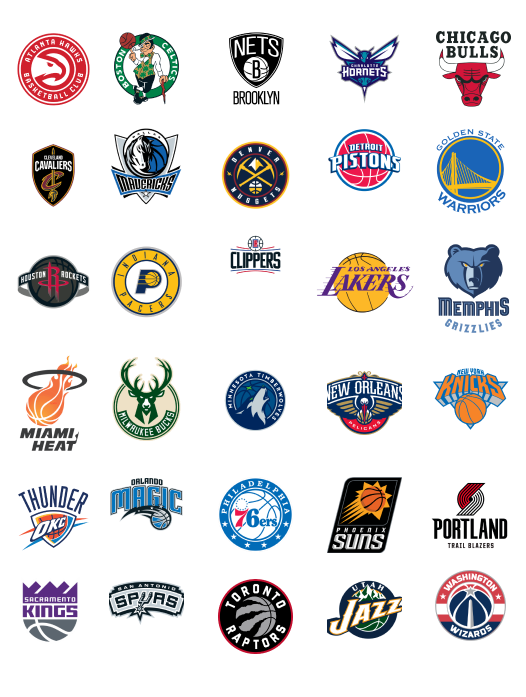 ATLANTA HAWKS
BASKETBALL CLUB
BOSTON
CELTICS
NETS
B
BROOKLYN
CHARLOTTE
HORNETS
CHICAGO
BULLS
CLEVELAND
CAVALIERS
C
DALLAS
MAVERICKS
DENVER
NUGGETS
DETROIT
PISTONS
GOLDEN STATE
WARRIORS
HOUSTON
R
ROCKETS
INDIANA
P
PACERS
LAC
CLIPPERS
LOS ANGELES
LAKERS
MEMPHIS
GRIZZLIES
MIAMI
HEAT
MILWAUKEE BUCKS
MINNESOTA TIMBERWOLVES
NEW ORLEANS
PELICANS
NEW YORK
KNICKS
THUNDER
OKC
ORLANDO
MAGIC
PHILADELPHIA
76ers
PHOENIX
SUNS
PORTLAND
TRAIL BLAZERS
SACRAMENTO
KINGS
SAN ANTONIO
SPURS
TORONTO
RAPTORS
UTAH
JAZZ
WASHINGTON
WIZARDS